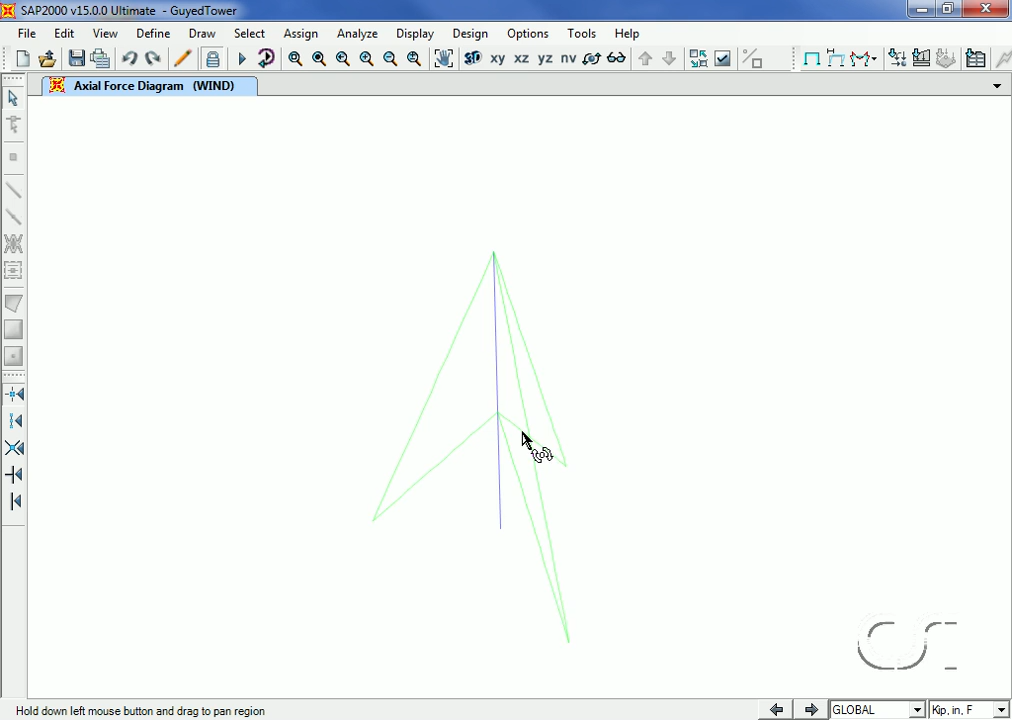 SAP2000 v15.0.0 Ultimate - GuyedTower
File Edit View Define Draw Select Assign Analyze Display Design Options Tools Help
3D xy xz yz nv
Axial Force Diagram (WIND)
CSI
Hold down left mouse button and drag to pan region
GLOBAL
Kip, in, F